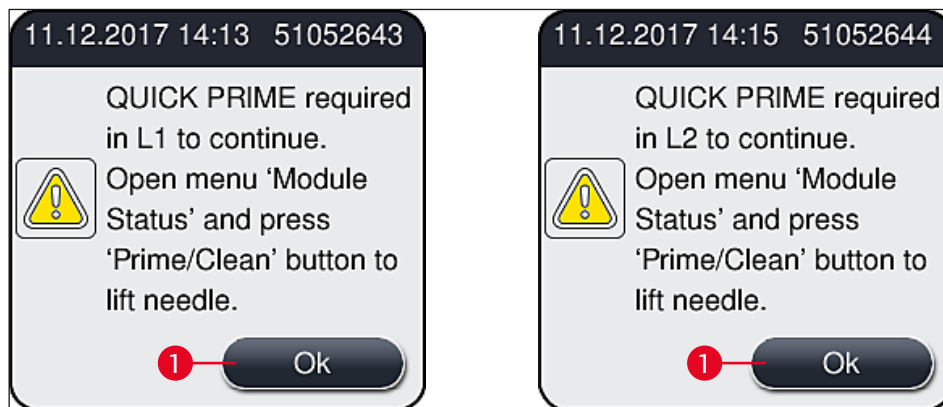 11.12.2017 14:13 51052643
QUICK PRIME required
in L1 to continue.
Open menu ‘Module
Status’ and press
‘Prime/Clean’ button to
lift needle.
1
Ok
11.12.2017 14:15 51052644
QUICK PRIME required
in L2 to continue.
Open menu ‘Module
Status’ and press
‘Prime/Clean’ button to
lift needle.
1
Ok